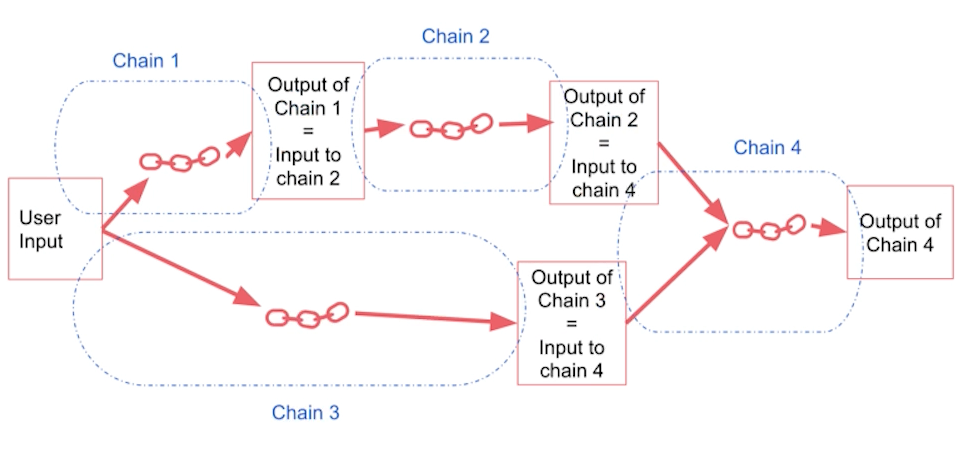 Chain 2
Chain 1
Output of
Chain 1
=
Input to
chain 2
Output of
Chain 2
=
Input to
chain 4
Chain 4
User
Input
Output of
Chain 4
Output of
Chain 3
=
Input to
chain 4
Chain 3